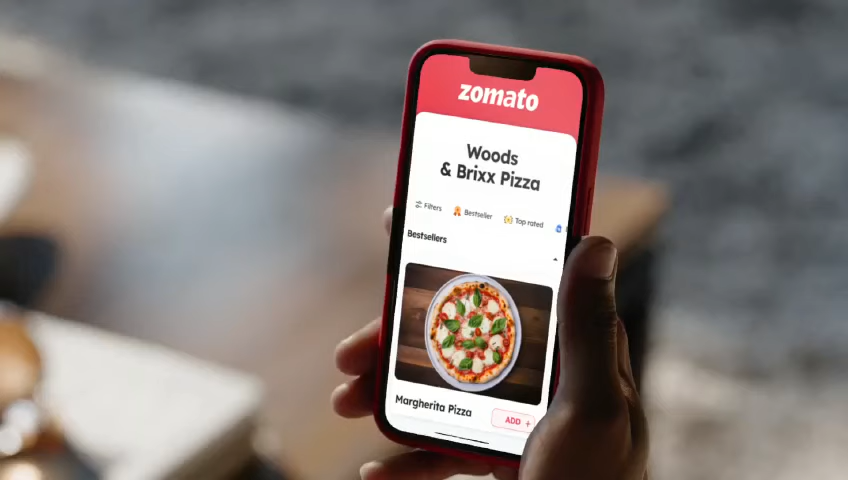 zomato
Woods
& Brixx Pizza
Filters Bestseller Top rated
Bestsellers
Margherita Pizza
ADD +